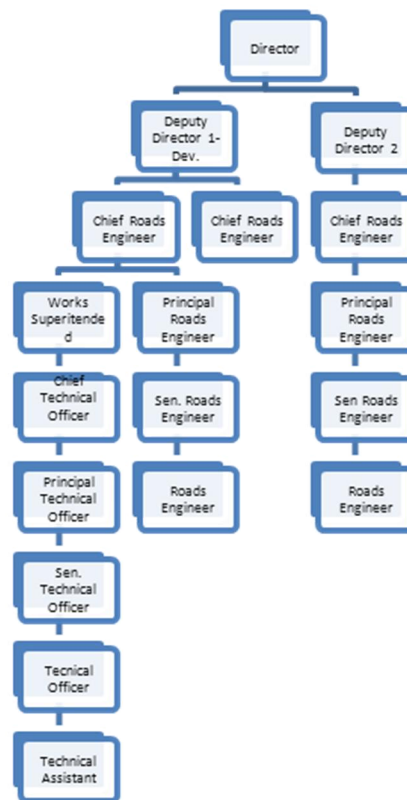 Director
Deputy
Director 1-
Dev.
Deputy
Director 2
Chief Roads
Engineer
Chief Roads
Engineer
Chief Roads
Engineer
Works
Superitende
d
Principal
Roads
Engineer
Principal
Roads
Engineer
Chief
Technical
Officer
Sen. Roads
Engineer
Sen Roads
Engineer
Principal
Technical
Officer
Roads
Engineer
Roads
Engineer
Sen.
Technical
Officer
Tecnical
Officer
Technical
Assistant